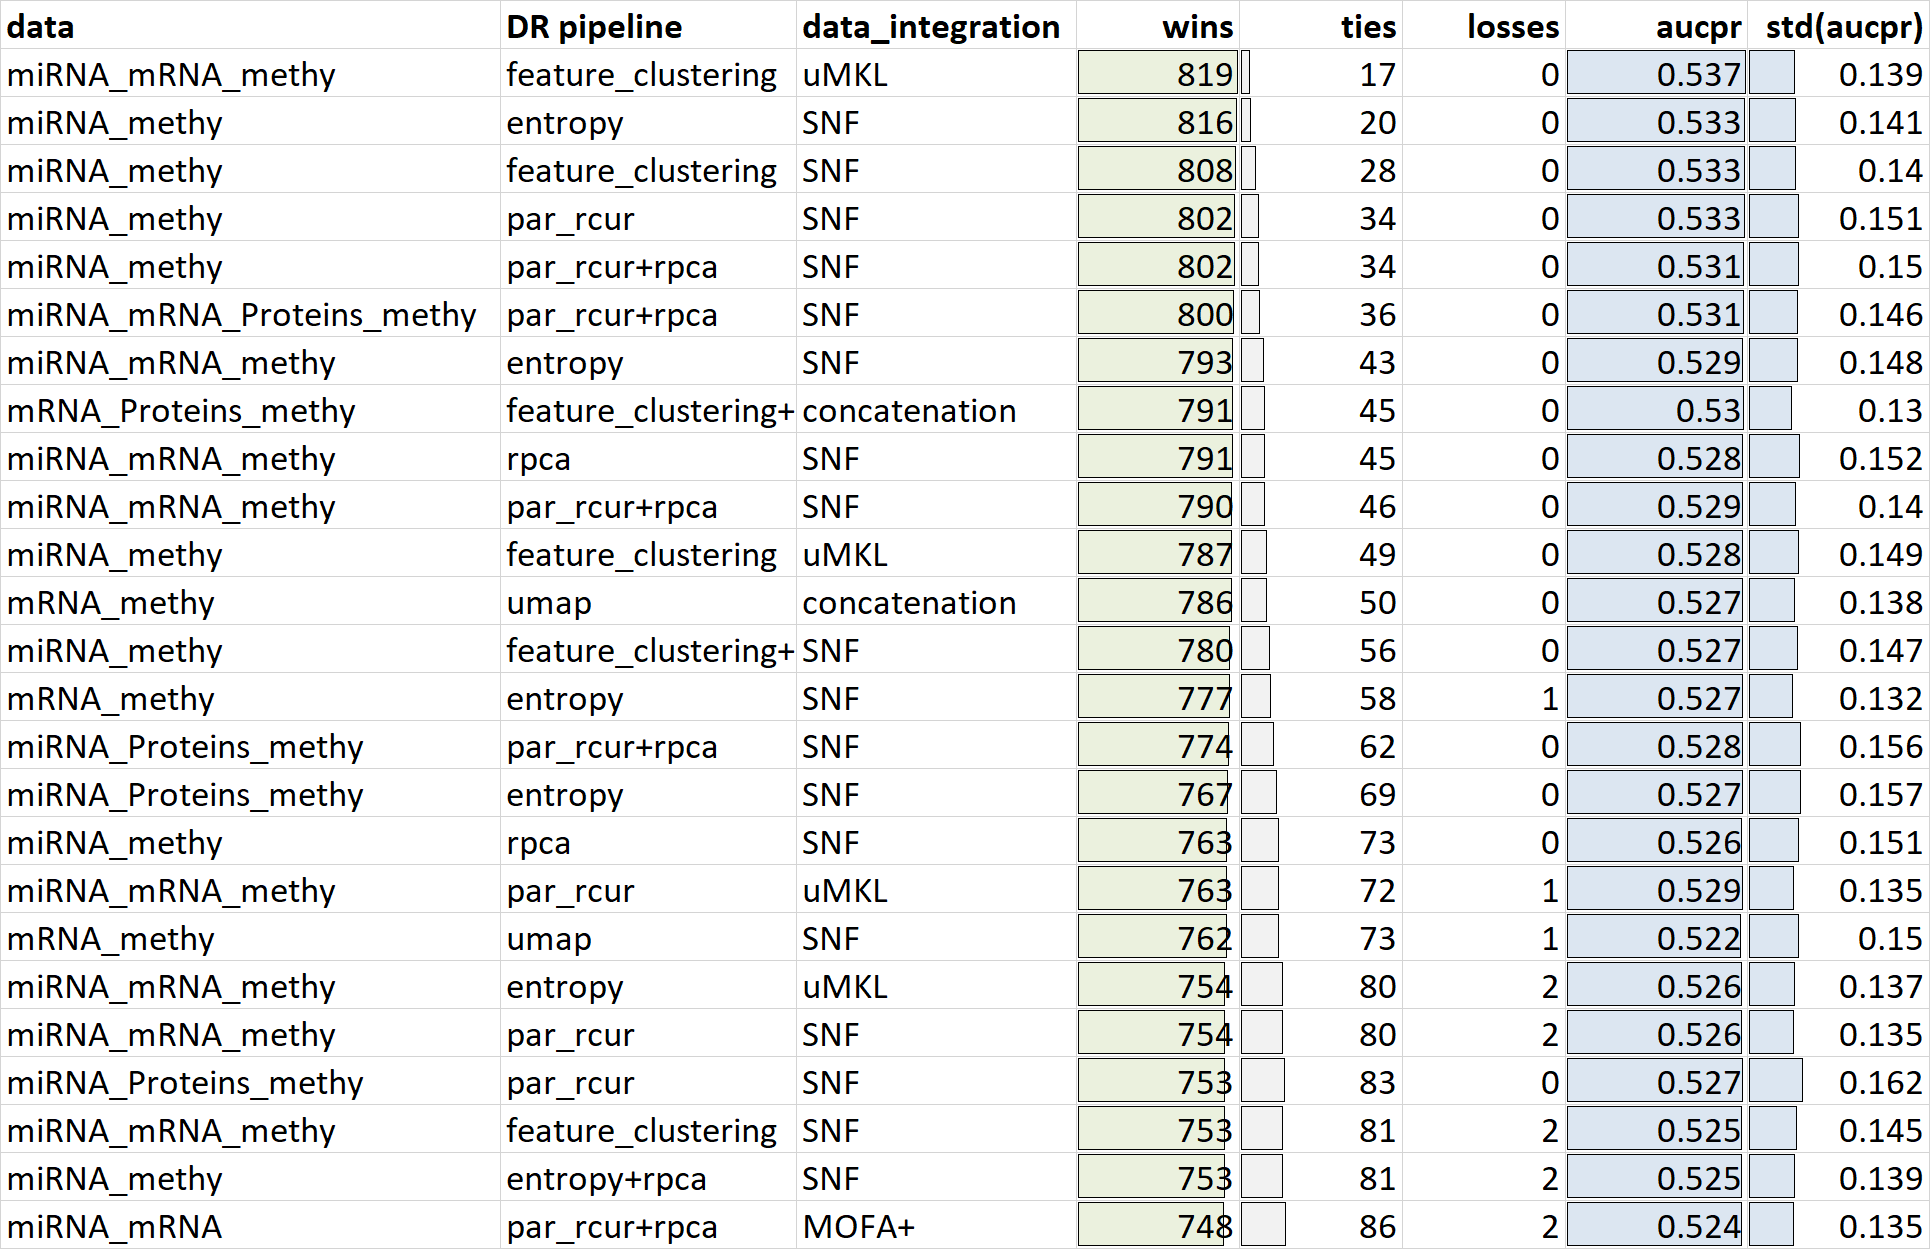 data DR pipeline data_integration wins ties losses aucpr std(aucpr)
miRNA_mRNA_methy feature_clustering uMKL 819 17 0 0.537 0.139
miRNA_methy entropy SNF 816 20 0 0.533 0.141
miRNA_methy feature_clustering SNF 808 28 0 0.533 0.14
miRNA_methy par_rcur SNF 802 34 0 0.533 0.151
miRNA_methy par_rcur+rpca SNF 802 34 0 0.531 0.15
miRNA_mRNA_Proteins_methy par_rcur+rpca SNF 800 36 0 0.531 0.146
miRNA_mRNA_methy entropy SNF 793 43 0 0.529 0.148
mRNA_Proteins_methy feature_clustering+ concatenation 791 45 0 0.53 0.13
miRNA_mRNA_methy rpca SNF 791 45 0 0.528 0.152
miRNA_mRNA_methy par_rcur+rpca SNF 790 46 0 0.529 0.14
miRNA_methy feature_clustering uMKL 787 49 0 0.528 0.149
mRNA_methy umap concatenation 786 50 0 0.527 0.138
miRNA_methy feature_clustering+ SNF 780 56 0 0.527 0.147
mRNA_methy entropy SNF 777 58 1 0.527 0.132
miRNA_Proteins_methy par_rcur+rpca SNF 774 62 0 0.528 0.156
miRNA_Proteins_methy entropy SNF 767 69 0 0.527 0.157
miRNA_methy rpca SNF 763 73 0 0.526 0.151
miRNA_mRNA_methy par_rcur uMKL 763 72 1 0.529 0.135
mRNA_methy umap SNF 762 73 1 0.522 0.15
miRNA_mRNA_methy entropy uMKL 754 80 2 0.526 0.137
miRNA_mRNA_methy par_rcur SNF 754 80 2 0.526 0.135
miRNA_Proteins_methy par_rcur SNF 753 83 0 0.527 0.162
miRNA_mRNA_methy feature_clustering SNF 753 81 2 0.525 0.145
miRNA_methy entropy+rpca SNF 753 81 2 0.525 0.139
miRNA_mRNA par_rcur+rpca MOFA+ 748 86 2 0.524 0.135